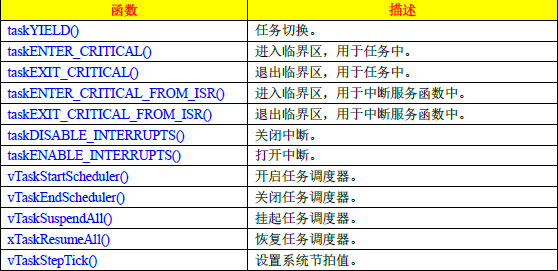 函数 描述
taskYIELD() 任务切换。
taskENTER_CRITICAL() 进入临界区，用于任务中。
taskEXIT_CRITICAL() 退出临界区，用于任务中。
taskENTER_CRITICAL_FROM_ISR() 进入临界区，用于中断服务函数中。
taskEXIT_CRITICAL_FROM_ISR() 退出临界区，用于中断服务函数中。
taskDISABLE_INTERRUPTS() 关闭中断。
taskENABLE_INTERRUPTS() 打开中断。
vTaskStartScheduler() 开启任务调度器。
vTaskEndScheduler() 关闭任务调度器。
vTaskSuspendAll() 挂起任务调度器。
xTaskResumeAll() 恢复任务调度器。
vTaskStepTick() 设置系统节拍值。